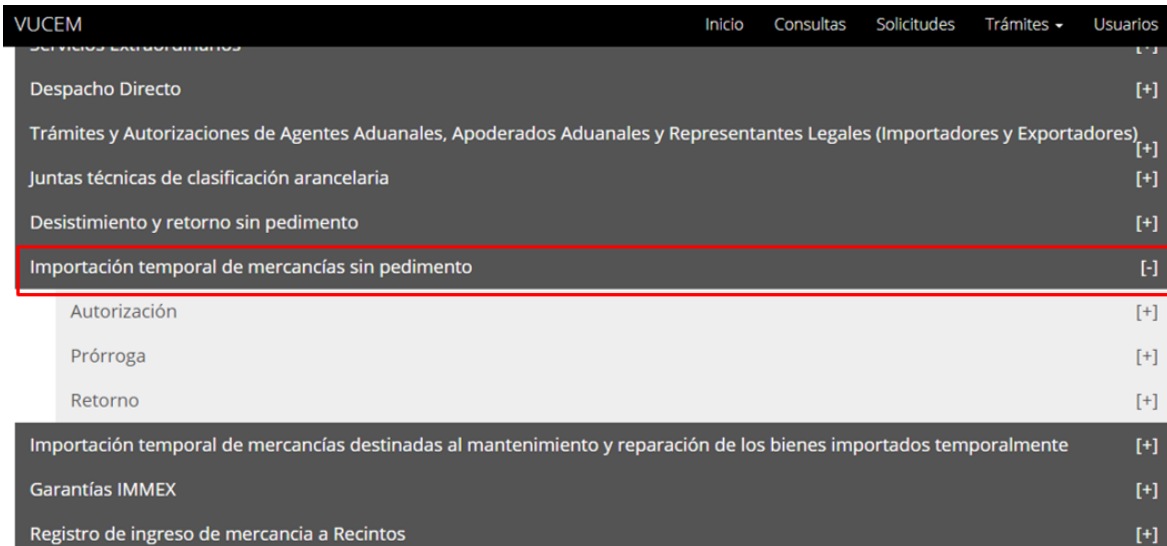 VUCEM Inicio Consultas Solicitudes Trámites Usuarios
Servicios Extraordinarios [+]
Despacho Directo [+]
Trámites y Autorizaciones de Agentes Aduanales, Apoderados Aduanales y Representantes Legales (Importadores y Exportadores) [+]
Juntas técnicas de clasificación arancelaria [+]
Desistimiento y retorno sin pedimento [+]
Importación temporal de mercancías sin pedimento [-]
Autorización [+]
Prórroga [+]
Retorno [+]
Importación temporal de mercancías destinadas al mantenimiento y reparación de los bienes importados temporalmente [+]
Garantías IMMEX [+]
Registro de ingreso de mercancia a Recintos [+]